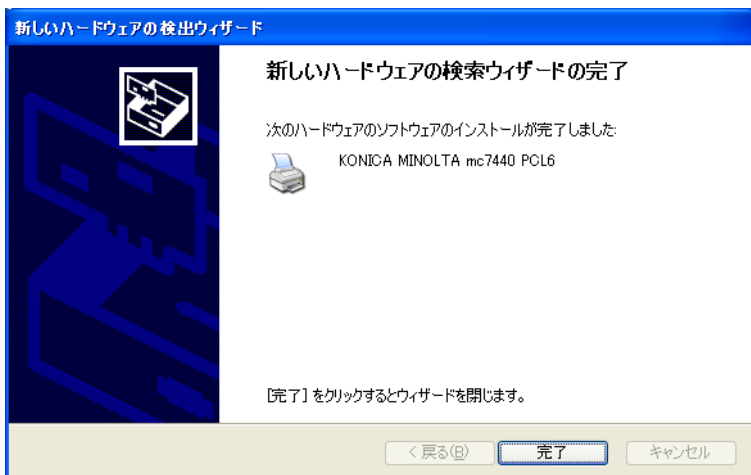 新しいハードウェアの検出ウィザード
新しいハードウェアの検索ウィザードの完了
次のハードウェアのソフトウェアのインストールが完了しました:
KONICA MINOLTA mc7440 PCL6
[完了] をクリックするとウィザードを閉じます。
< 戻る(B) 完了 キャンセル